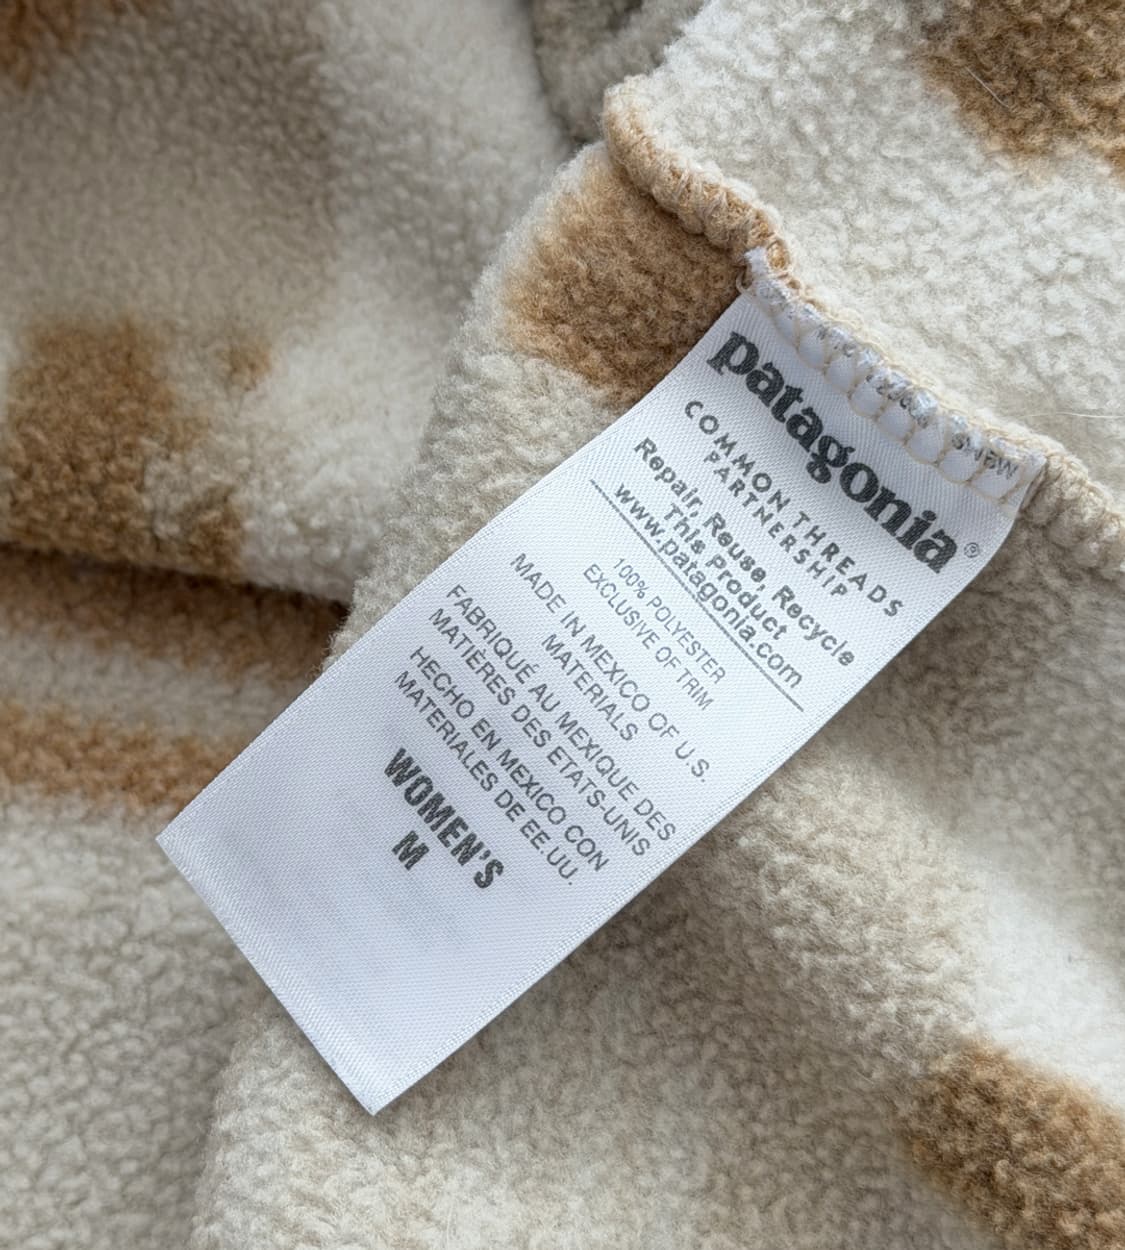 patagonia®
COMMON THREADS
PARTNERSHIP
Repair, Reuse, Recycle
This Product
www.patagonia.com
100% POLYESTER
EXCLUSIVE OF TRIM
MADE IN MEXICO OF U.S.
MATERIALS
FABRIQUÉ AU MEXIQUE DES
MATIÈRES DES ETATS-UNIS
HECHO EN MEXICO CON
MATERIALES DE EE.UU.
WOMEN'S
M